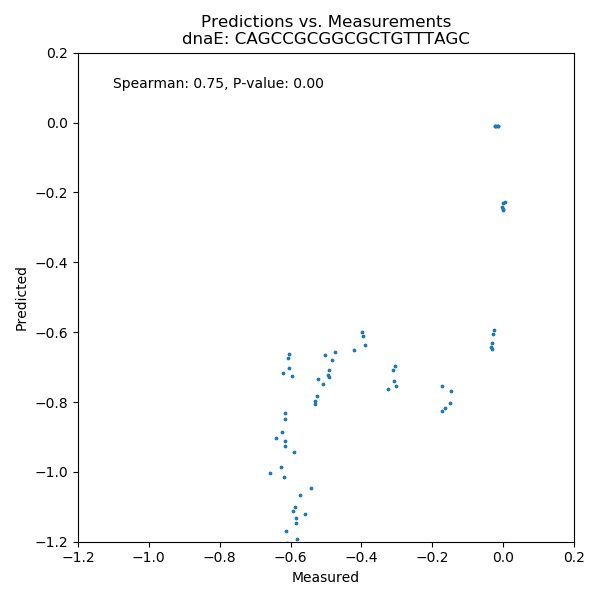 Predictions vs. Measurements
dnaE: CAGCCGCGGCGCTGTTTAGC
Spearman: 0.75, P-value: 0.00
0.2
0.0
−0.2
−0.4
−0.6
−0.8
−1.0
−1.2
Predicted
−1.2 −1.0 −0.8 −0.6 −0.4 −0.2 0.0 0.2
Measured